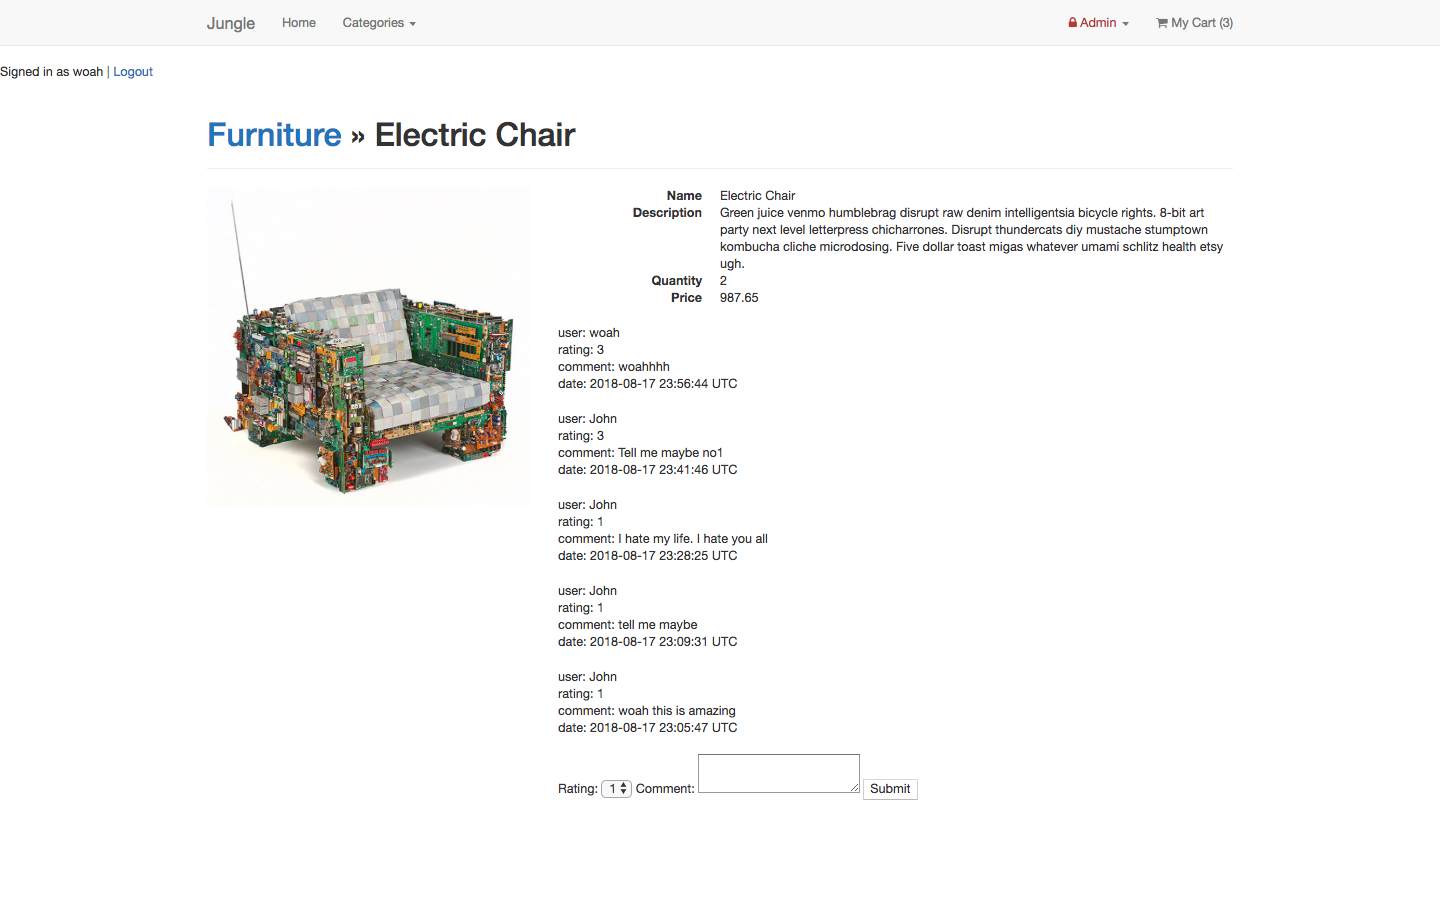 Jungle Home Categories Admin My Cart (3)
Signed in as woah | Logout
Furniture » Electric Chair
Name Electric Chair
Description Green juice venmo humblebrag disrupt raw denim intelligentsia bicycle rights. 8-bit art
party next level letterpress chicharrones. Disrupt thundercats diy mustache stumptown
kombucha cliche microdosing. Five dollar toast migas whatever umami schlitz health etsy
ugh.
Quantity 2
Price 987.65
user: woah
rating: 3
comment: woahhhh
date: 2018-08-17 23:56:44 UTC
user: John
rating: 3
comment: Tell me maybe no1
date: 2018-08-17 23:41:46 UTC
user: John
rating: 1
comment: I hate my life. I hate you all
date: 2018-08-17 23:28:25 UTC
user: John
rating: 1
comment: tell me maybe
date: 2018-08-17 23:09:31 UTC
user: John
rating: 1
comment: woah this is amazing
date: 2018-08-17 23:05:47 UTC
Rating: 1 Comment: Submit